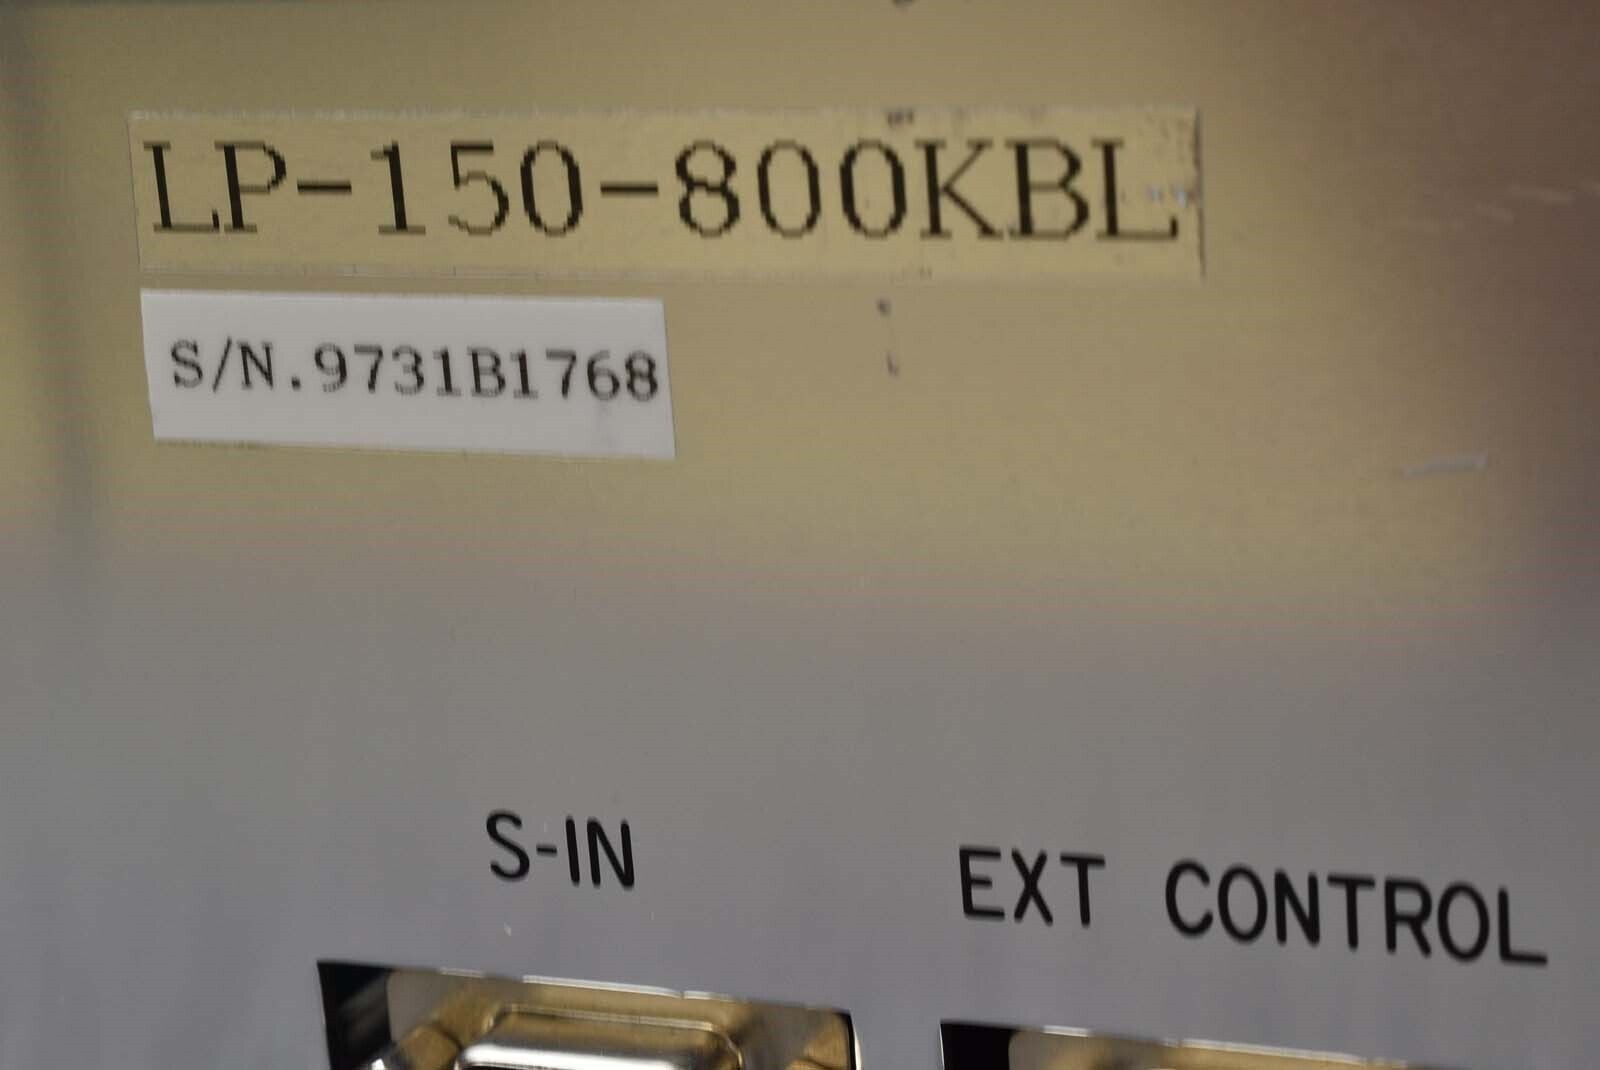 LP-150-800KBL
S/N.9731B1768
S-IN
EXT CONTROL